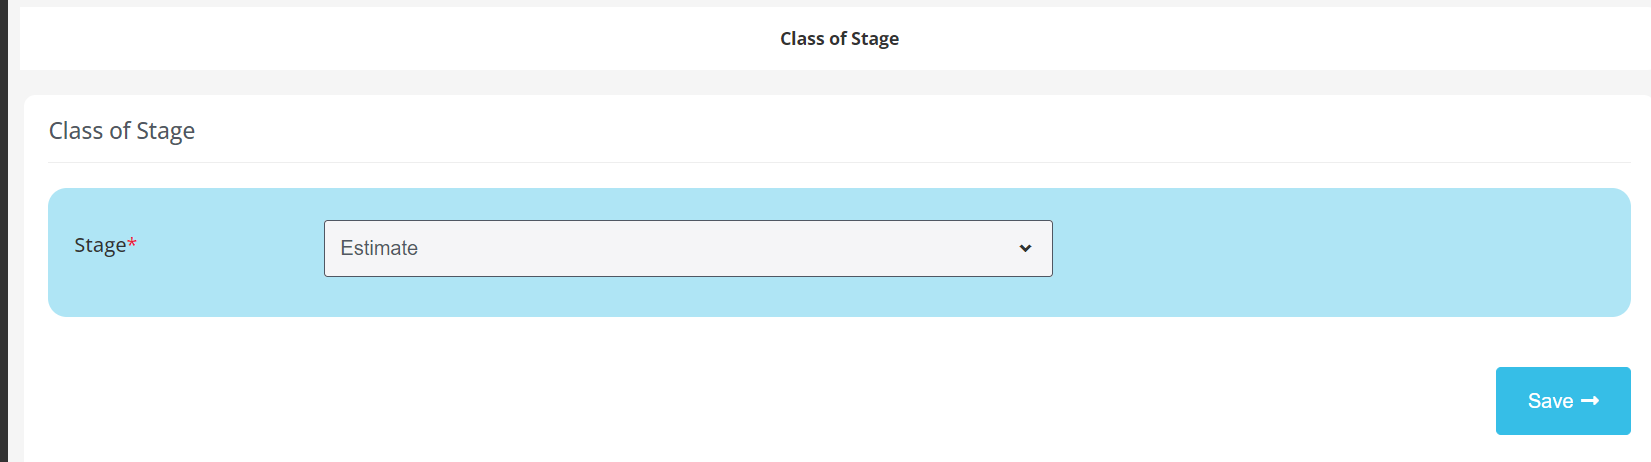 Class of Stage
Class of Stage
Stage*
Estimate
Save